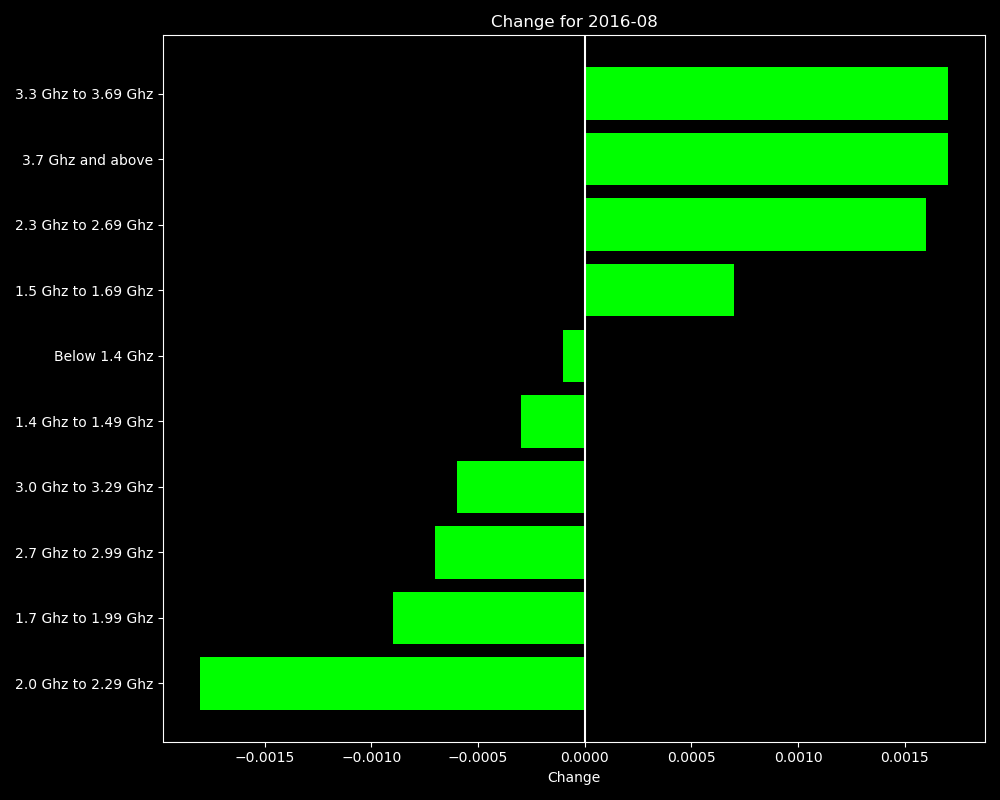 Change for 2016-08
3.3 Ghz to 3.69 Ghz
3.7 Ghz and above
2.3 Ghz to 2.69 Ghz
1.5 Ghz to 1.69 Ghz
Below 1.4 Ghz
1.4 Ghz to 1.49 Ghz
3.0 Ghz to 3.29 Ghz
2.7 Ghz to 2.99 Ghz
1.7 Ghz to 1.99 Ghz
2.0 Ghz to 2.29 Ghz
−0.0015 −0.0010 −0.0005 0.0000 0.0005 0.0010 0.0015
Change